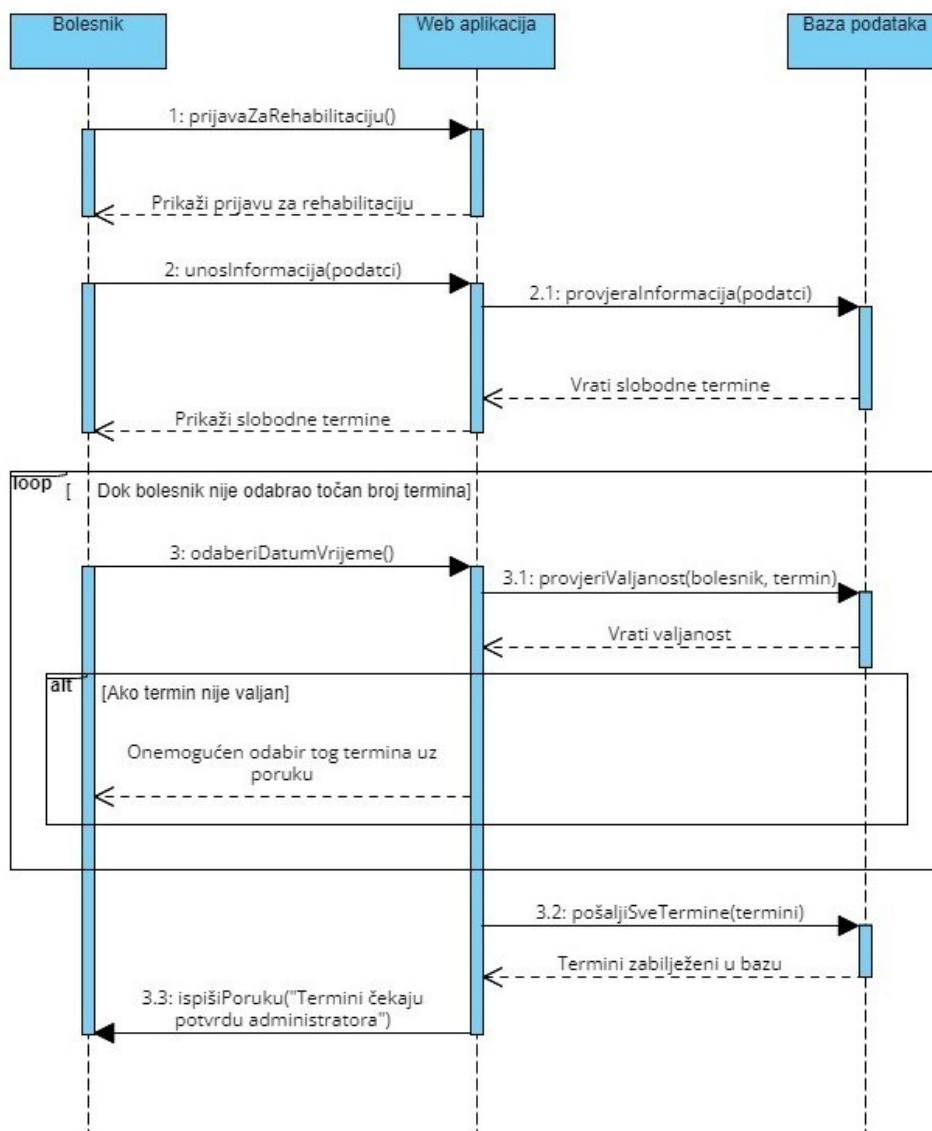 Bolesnik
Web aplikacija
Baza podataka
1: prijavaZaRehabilitaciju()
Prikaži prijavu za rehabilitaciju
2: unosInformacija(podatci)
2.1: provjeraInformacija(podatci)
Vrati slobodne termine
Prikaži slobodne termine
loop
[ Dok bolesnik nije odabrao točan broj termina]
3: odaberiDatumVrijeme()
3.1: provjeriValjanost(bolesnik, termin)
Vrati valjanost
alt
[Ako termin nije valjan]
Onemogućen odabir tog termina uz
poruku
3.2: pošaljiSveTermine(termini)
Termini zabilježeni u bazu
3.3: ispišiPoruku("Termini čekaju
potvrdu administratora")